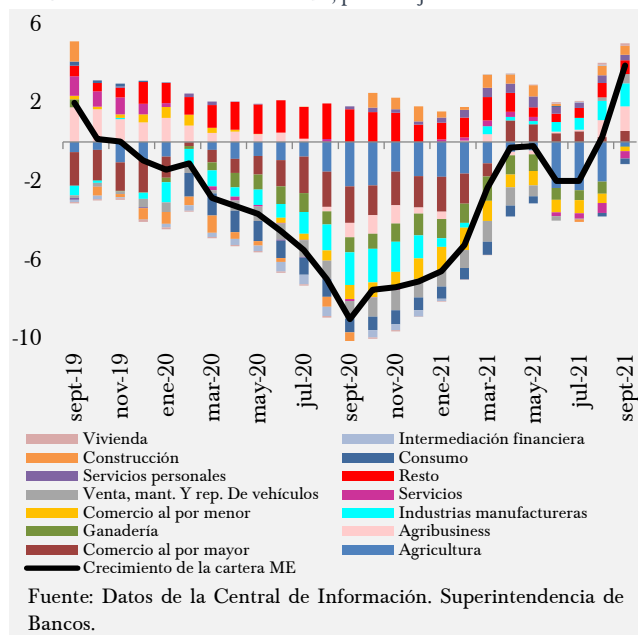 6
2
-2
-6
-10
sept-19
nov-19
ene-20
mar-20
may-20
jul-20
sept-20
nov-20
ene-21
mar-21
may-21
jul-21
sept-21
Vivienda
Intermediación financiera
Construcción
Consumo
Servicios personales
Resto
Venta, mant. Y rep. De vehículos
Servicios
Comercio al por menor
Industrias manufactureras
Ganadería
Agribusiness
Comercio al por mayor
Agricultura
Crecimiento de la cartera ME
Fuente: Datos de la Central de Información. Superintendencia de
Bancos.